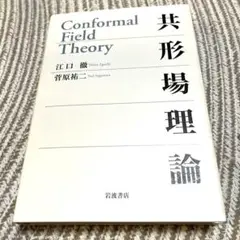 Conformal
Field
Theory
共形場理論
江口 徹
菅原祐二
岩波書店